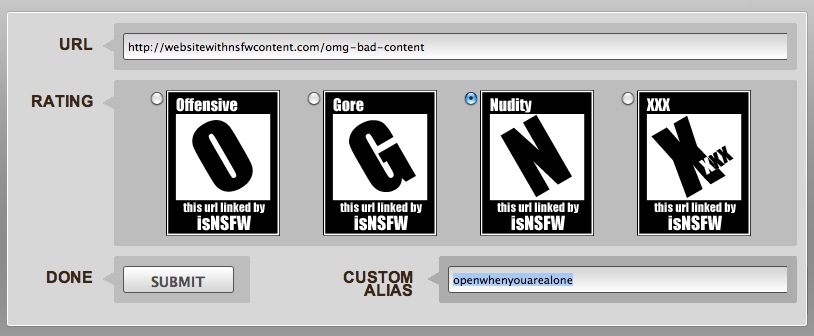 URL
http://websitewithnsfwcontent.com/omg-bad-content
RATING
Offensive
O
this url linked by
isNSFW
Gore
G
this url linked by
isNSFW
Nudity
N
this url linked by
isNSFW
XXX
X
XXX
this url linked by
isNSFW
DONE
SUBMIT
CUSTOM
ALIAS
openwhenyouarealone